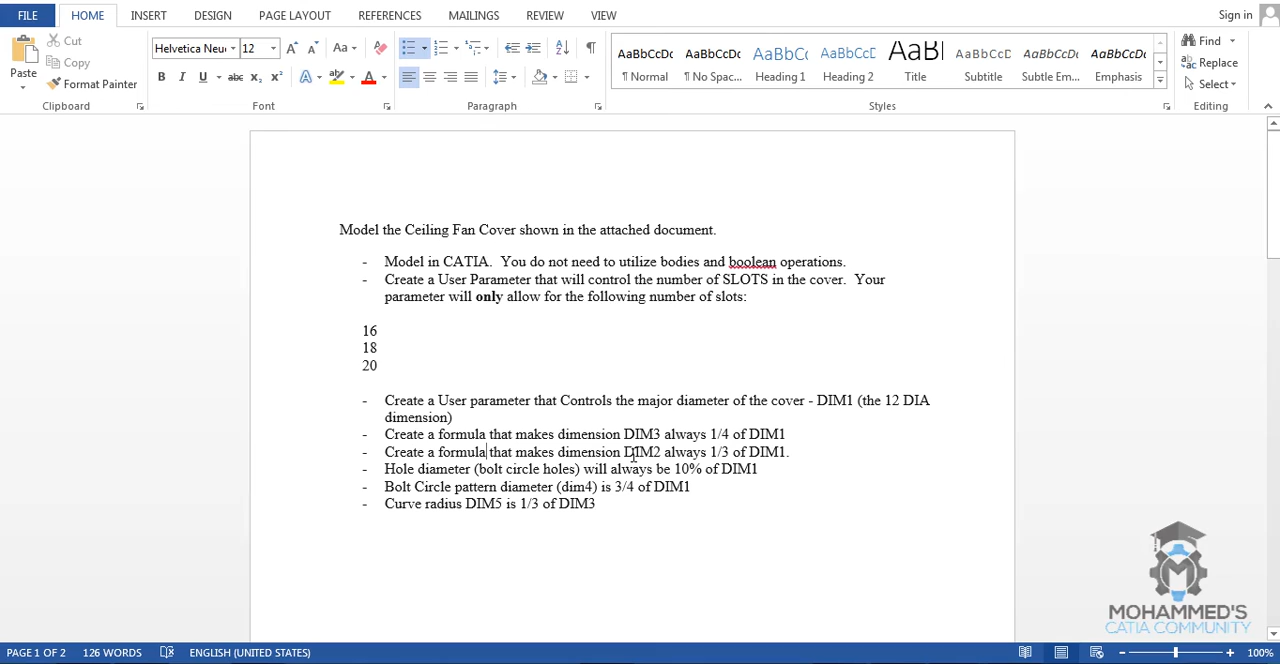 FILE HOME INSERT DESIGN PAGE LAYOUT REFERENCES MAILINGS REVIEW VIEW Sign in
Cut
Copy
Format Painter
Paste
Clipboard
Helvetica Neu 12
Aa
B I U abc X₂ X² A A
Font
Paragraph
AaBbCcDc AaBbCcDc AaBbCc AaBbCcC AaBl AaBbCcD AaBbCcDc AaBbCcDc
¶ Normal ¶ No Spac... Heading 1 Heading 2 Title Subtitle Subtle Em... Emphasis
Styles
Find
Replace
Select
Editing
Model the Ceiling Fan Cover shown in the attached document.
- Model in CATIA. You do not need to utilize bodies and boolean operations.
- Create a User Parameter that will control the number of SLOTS in the cover. Your
parameter will only allow for the following number of slots:
16
18
20
- Create a User parameter that Controls the major diameter of the cover - DIM1 (the 12 DIA
dimension)
- Create a formula that makes dimension DIM3 always 1/4 of DIM1
- Create a formula that makes dimension DIM2 always 1/3 of DIM1.
- Hole diameter (bolt circle holes) will always be 10% of DIM1
- Bolt Circle pattern diameter (dim4) is 3/4 of DIM1
- Curve radius DIM5 is 1/3 of DIM3
MOHAMMED'S
CATIA COMMUNITY
PAGE 1 OF 2 126 WORDS ENGLISH (UNITED STATES) 100%